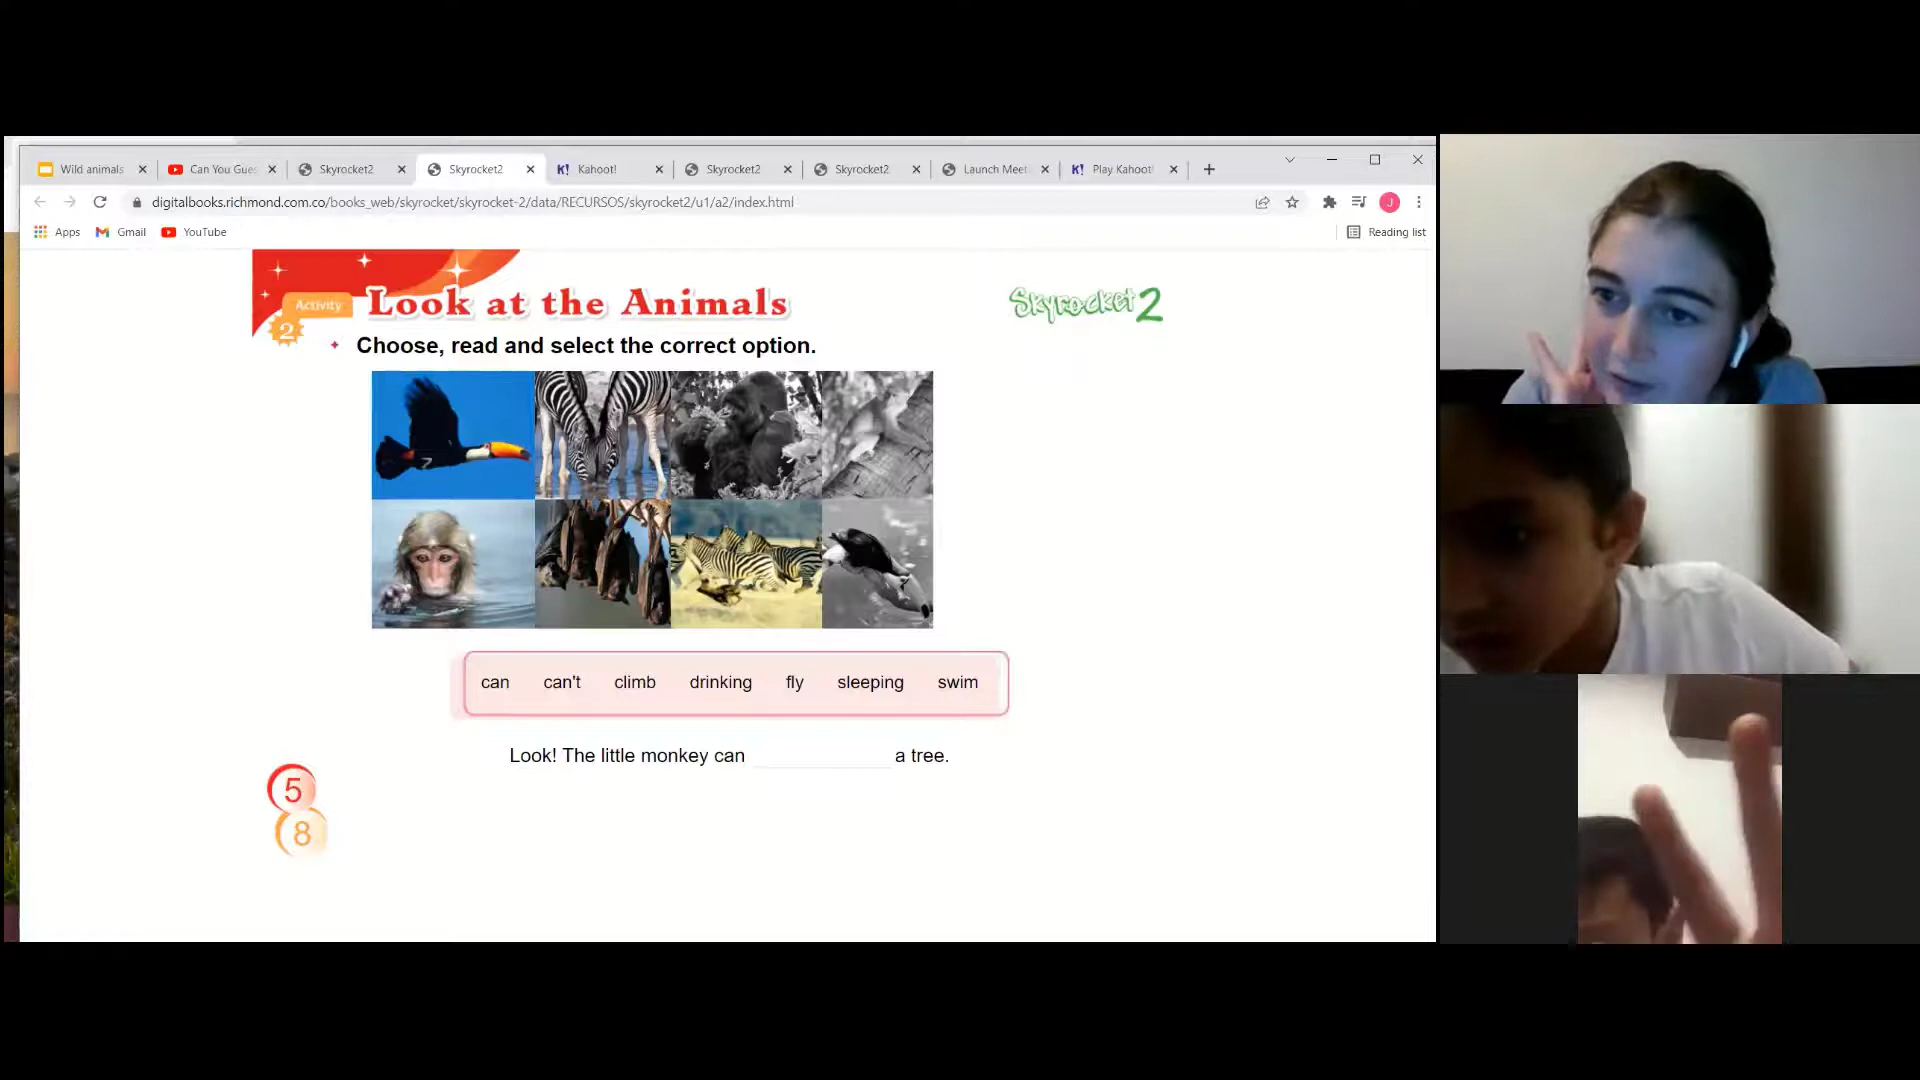 Wild animals Can You Gues Skyrocket2 Skyrocket2 K! Kahoot! Skyrocket2 Skyrocket2 Launch Meet K! Play Kahoot!
digitalbooks.richmond.com.co/books_web/skyrocket/skyrocket-2/data/RECURSOS/skyrocket2/u1/a2/index.html J
Apps Gmail YouTube Reading list
Activity 2 Look at the Animals Skyrocket 2
Choose, read and select the correct option.
can can't climb drinking fly sleeping swim
Look! The little monkey can a tree.
5
8